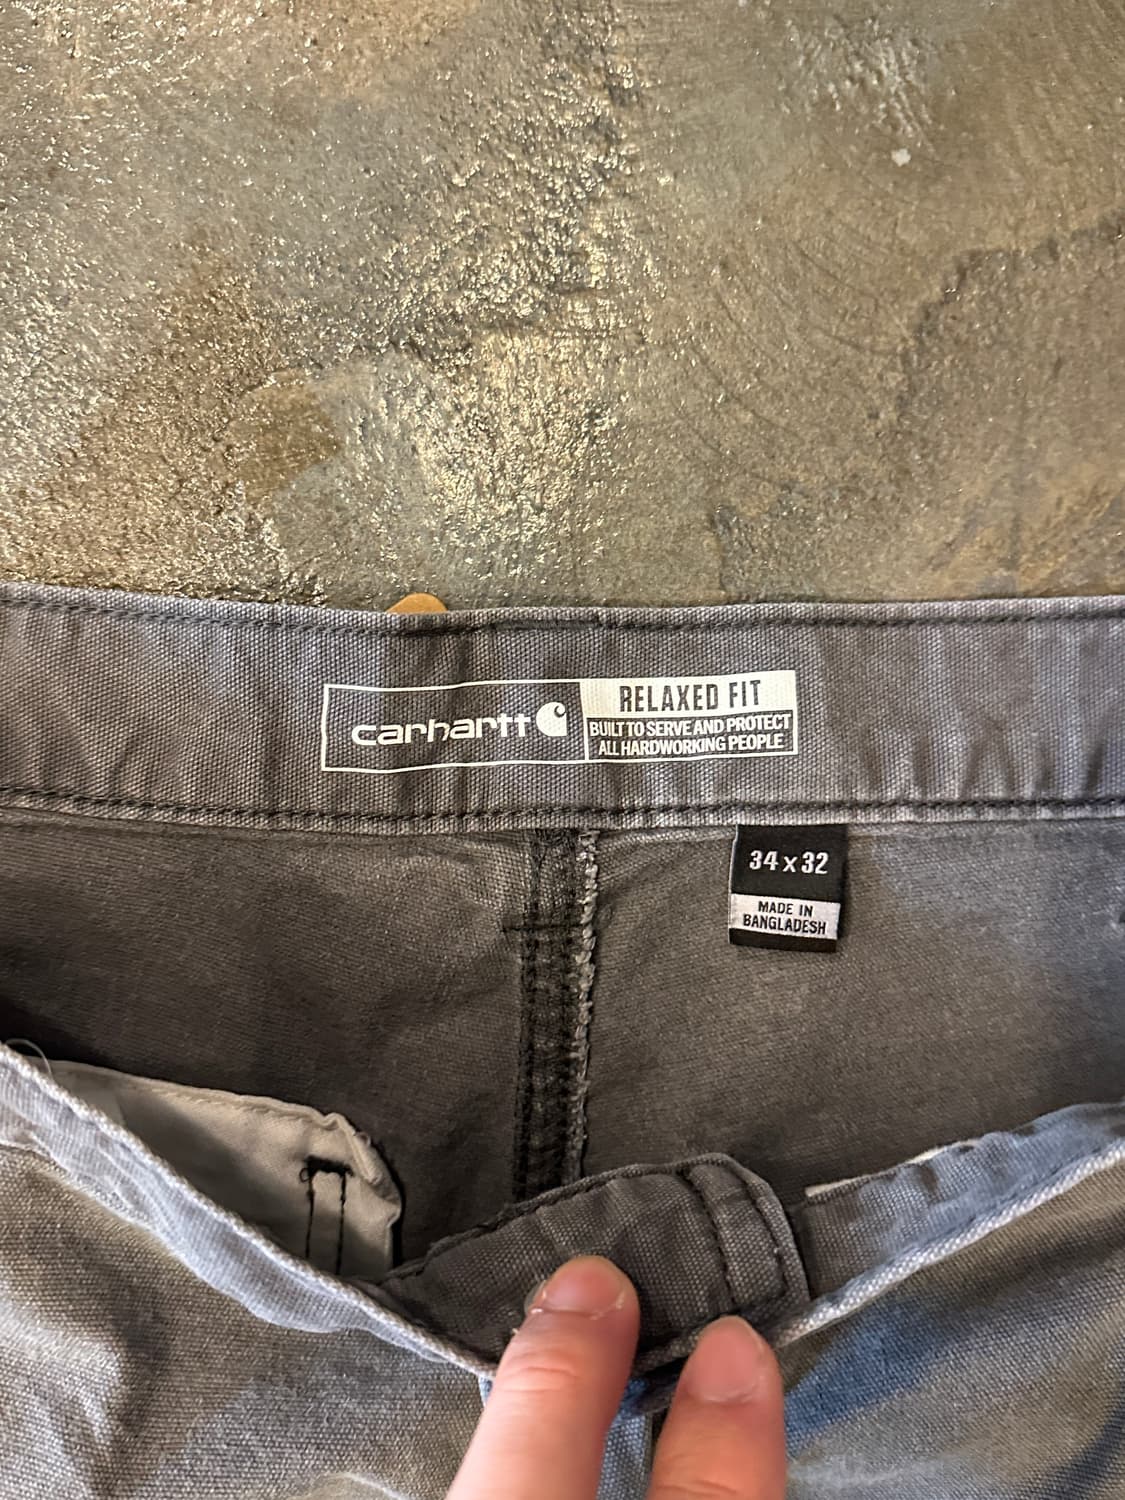 carhartt
RELAXED FIT
BUILT TO SERVE AND PROTECT
ALL HARDWORKING PEOPLE
34 x 32
MADE IN
BANGLADESH